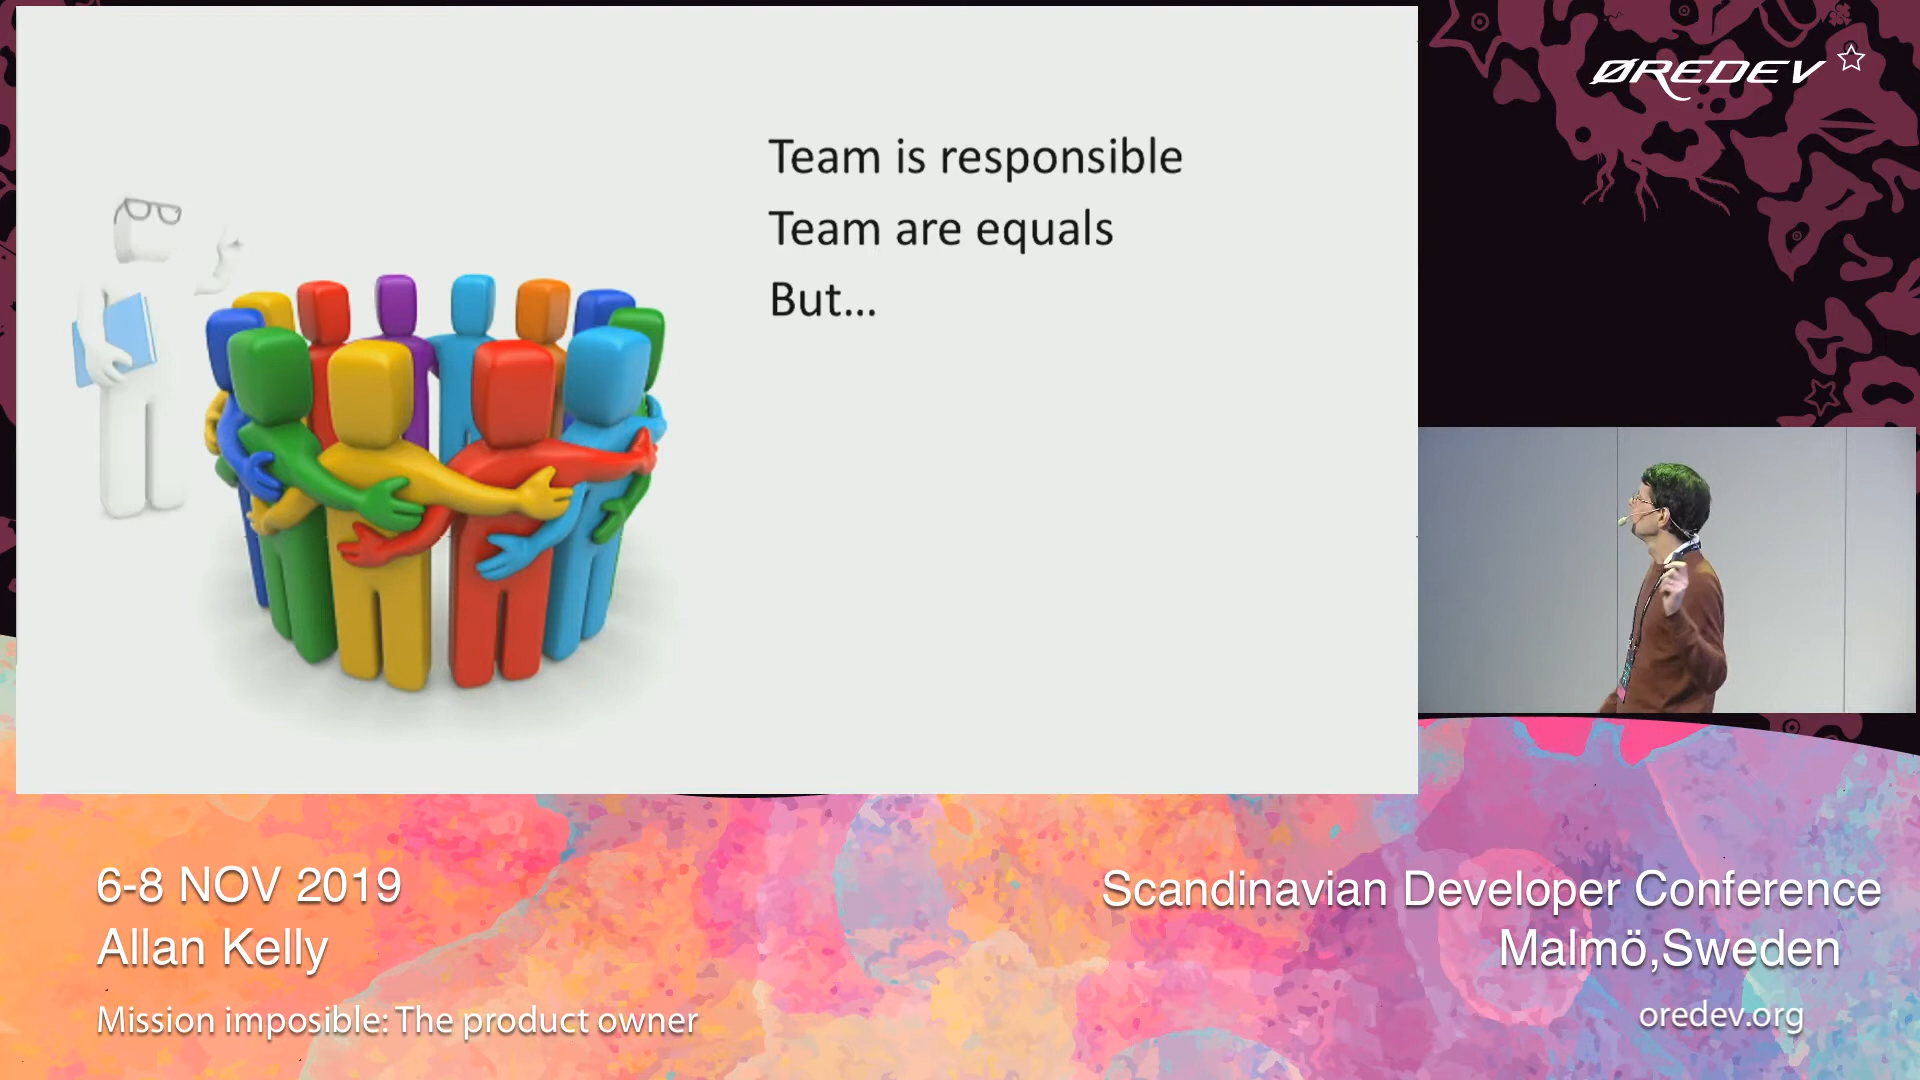 ØREDEV
Team is responsible
Team are equals
But...
6-8 NOV 2019
Allan Kelly
Mission imposible: The product owner
Scandinavian Developer Conference
Malmö,Sweden
oredev.org